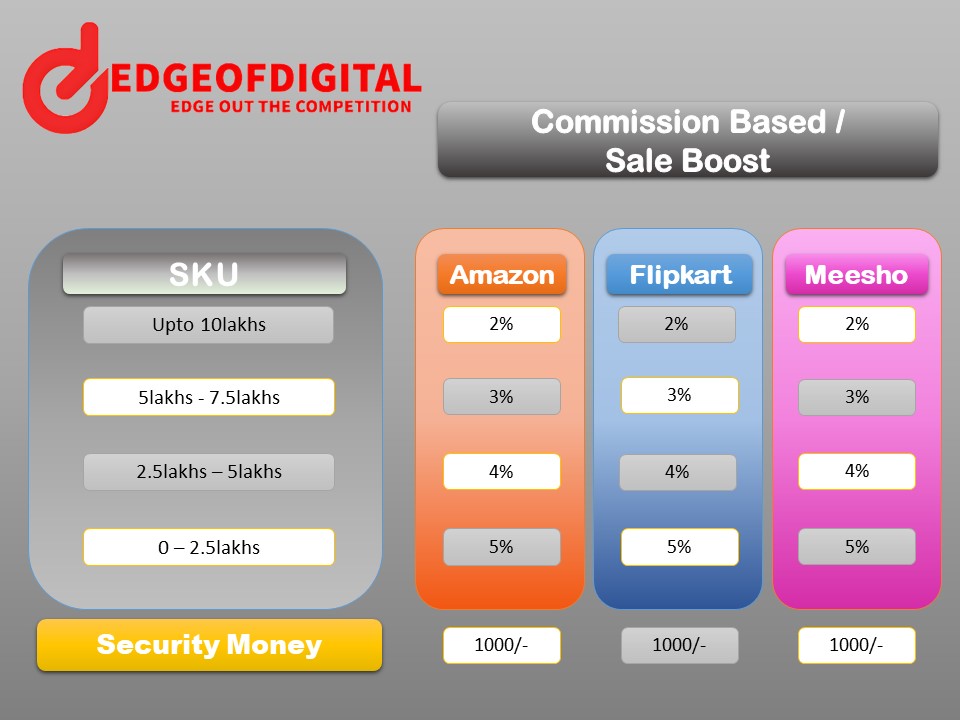 EDGEOFDIGITAL
EDGE OUT THE COMPETITION
Commission Based /
Sale Boost
SKU Amazon Flipkart Meesho
Upto 10lakhs 2% 2% 2%
5lakhs - 7.5lakhs 3% 3% 3%
2.5lakhs – 5lakhs 4% 4% 4%
0 – 2.5lakhs 5% 5% 5%
Security Money 1000/- 1000/- 1000/-